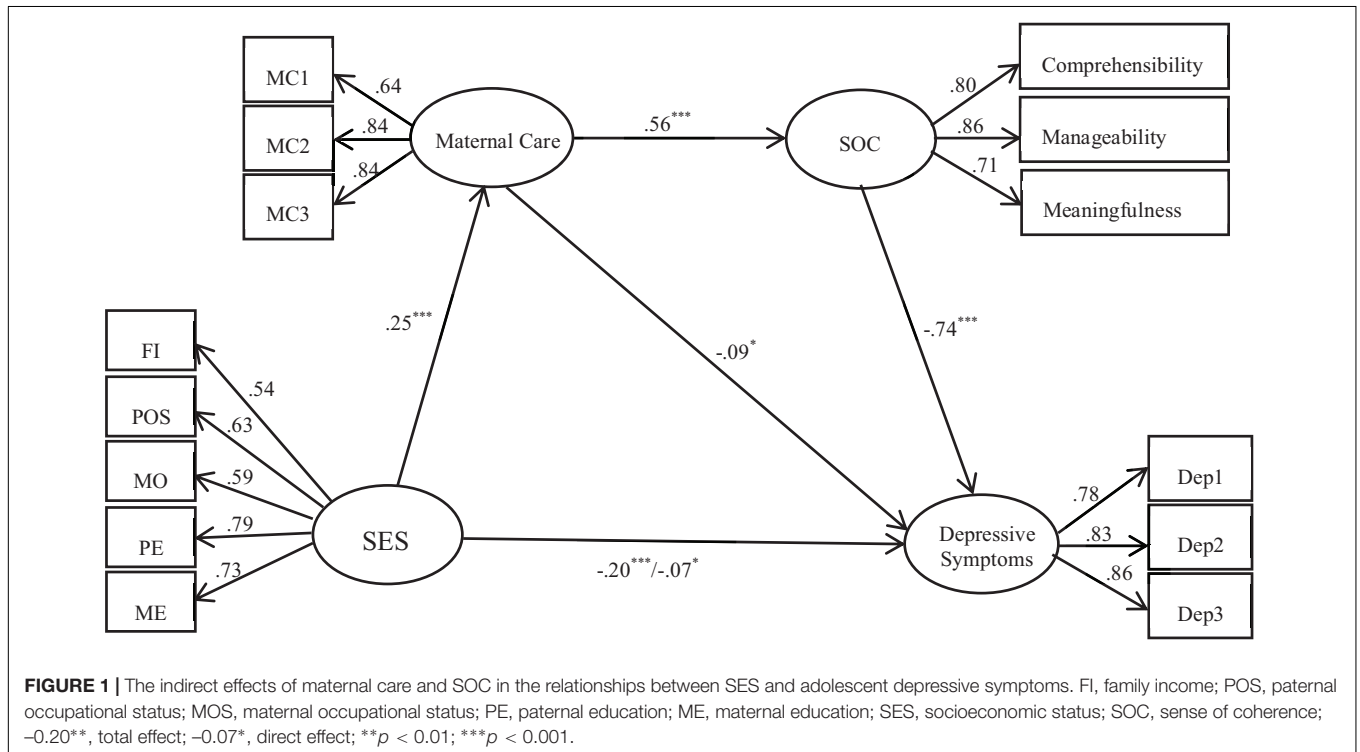 MC1
MC2
MC3
.64
.84
.84
Maternal Care
.56***
SOC
.80
.86
.71
Comprehensibility
Manageability
Meaningfulness
.25***
-.09*
-.74***
FI
POS
MO
PE
ME
.54
.63
.59
.79
.73
SES
-.20***/-.07*
Depressive
Symptoms
.78
.83
.86
Dep1
Dep2
Dep3
FIGURE 1 | The indirect effects of maternal care and SOC in the relationships between SES and adolescent depressive symptoms. FI, family income; POS, paternal
occupational status; MOS, maternal occupational status; PE, paternal education; ME, maternal education; SES, socioeconomic status; SOC, sense of coherence;
–0.20**, total effect; –0.07*, direct effect; **p < 0.01; ***p < 0.001.